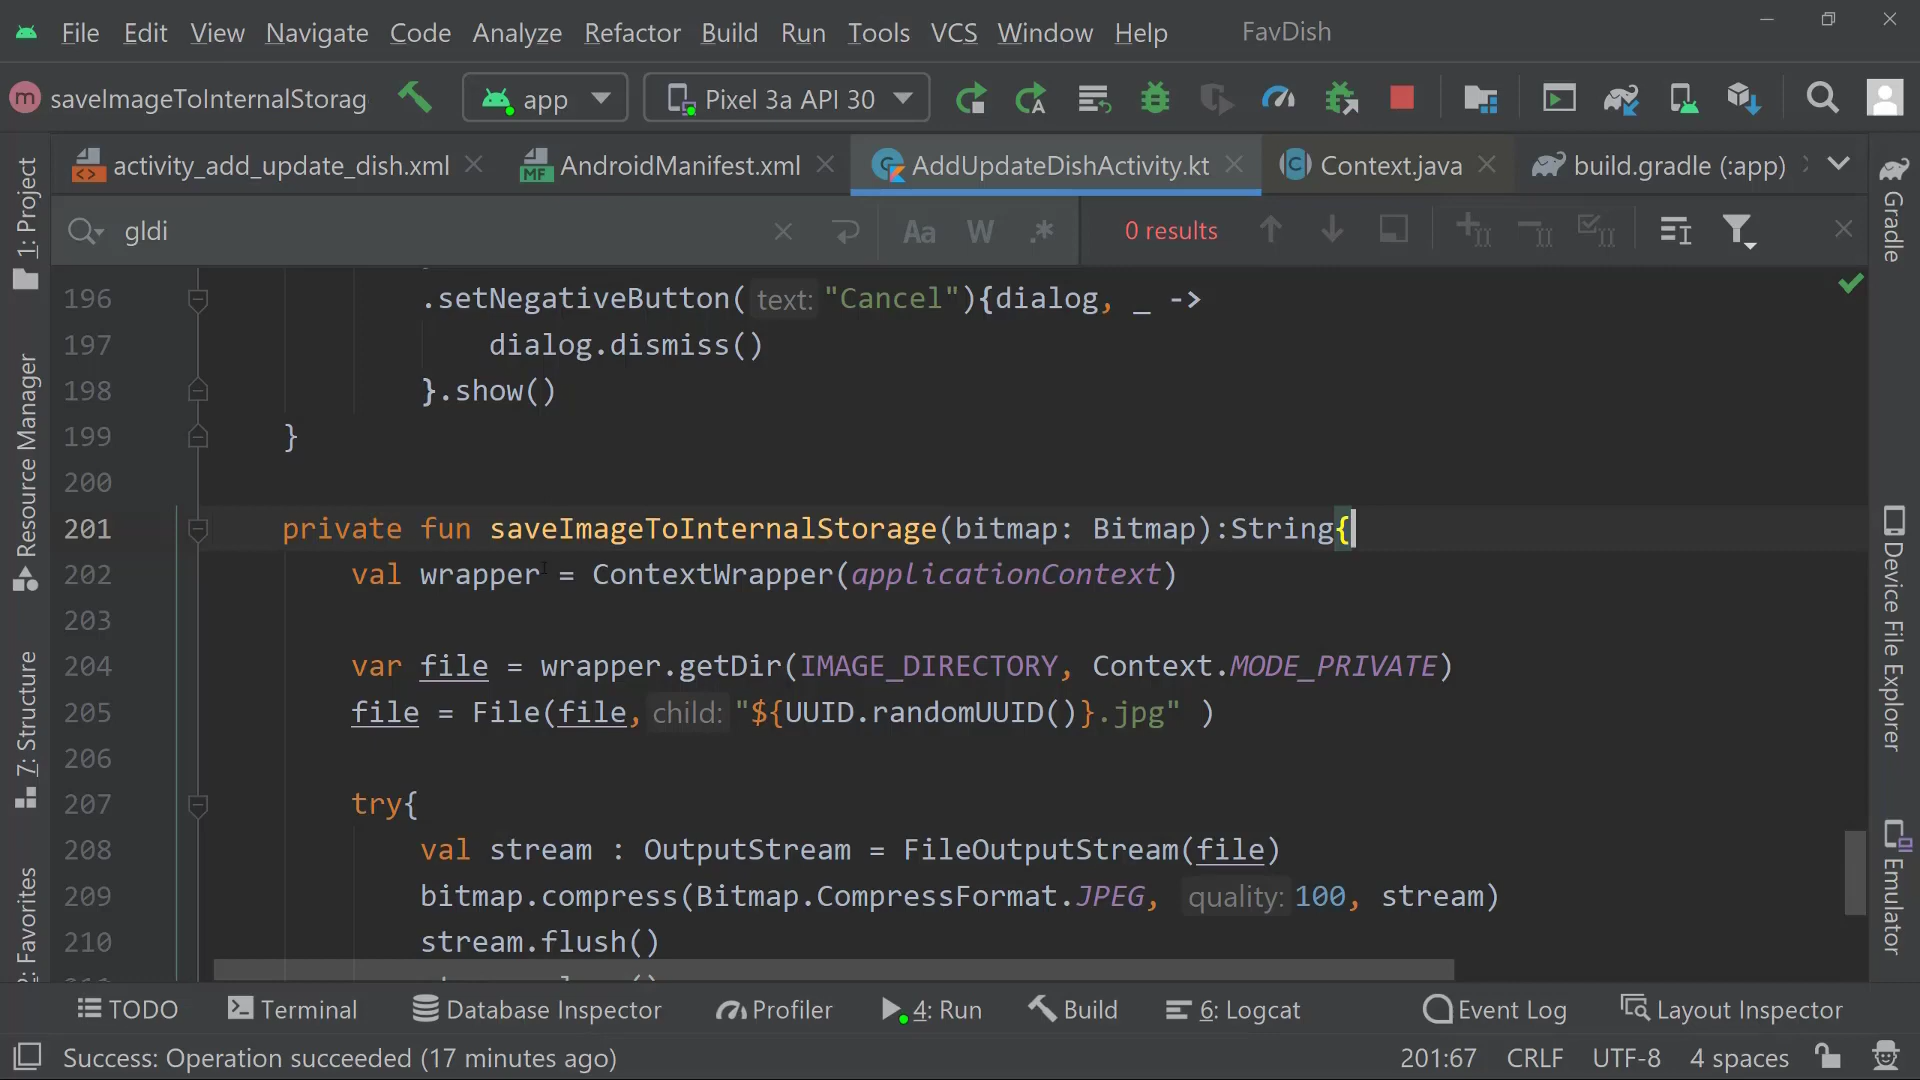 File Edit View Navigate Code Analyze Refactor Build Run Tools VCS Window Help FavDish
m saveImageToInternalStorag app Pixel 3a API 30
activity_add_update_dish.xml AndroidManifest.xml AddUpdateDishActivity.kt Context.java build.gradle (:app)
gldi Aa W .* 0 results
196 .setNegativeButton( text: "Cancel"){dialog, _ ->
197 dialog.dismiss()
198 }.show()
199 }
200
201 private fun saveImageToInternalStorage(bitmap: Bitmap):String{
202 val wrapper = ContextWrapper(applicationContext)
203
204 var file = wrapper.getDir(IMAGE_DIRECTORY, Context.MODE_PRIVATE)
205 file = File(file, child: "${UUID.randomUUID()}.jpg" )
206
207 try{
208 val stream : OutputStream = FileOutputStream(file)
209 bitmap.compress(Bitmap.CompressFormat.JPEG, quality: 100, stream)
210 stream.flush()
1: Project
Resource Manager
7: Structure
Favorites
Gradle
Device File Explorer
Emulator
TODO Terminal Database Inspector Profiler 4: Run Build 6: Logcat Event Log Layout Inspector
Success: Operation succeeded (17 minutes ago) 201:67 CRLF UTF-8 4 spaces